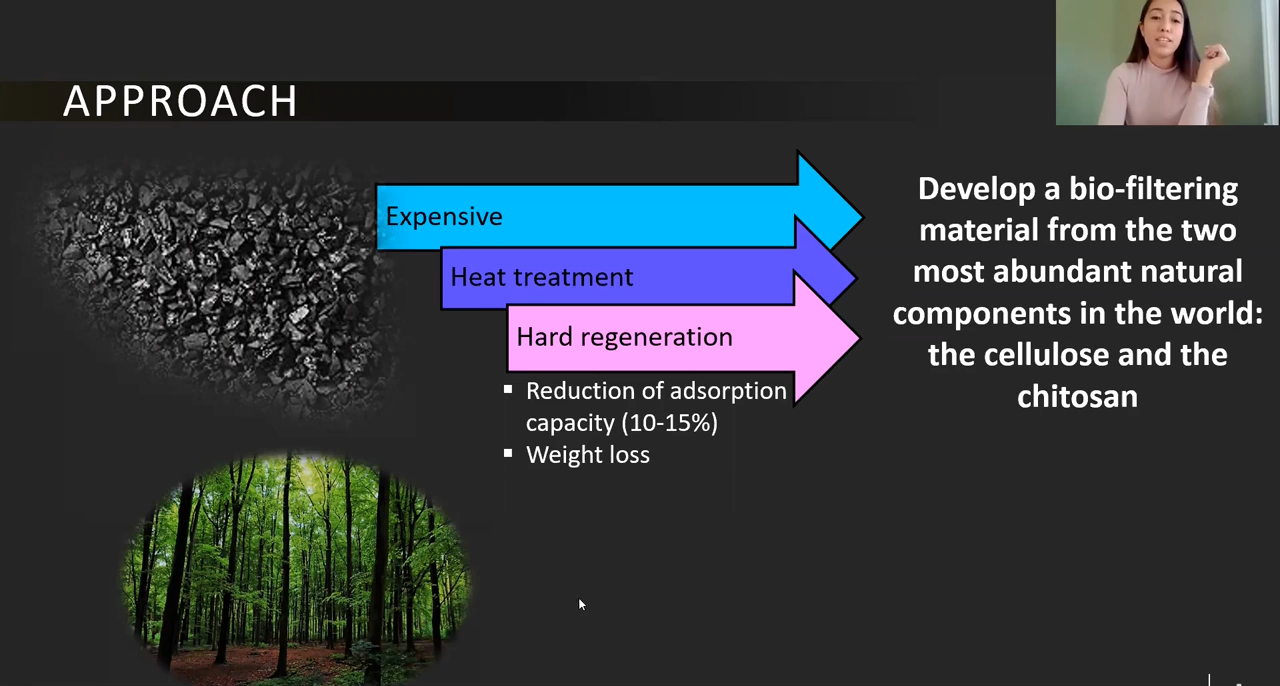 APPROACH
Expensive
Heat treatment
Hard regeneration
▪ Reduction of adsorption
capacity (10-15%)
▪ Weight loss
Develop a bio-filtering
material from the two
most abundant natural
components in the world:
the cellulose and the
chitosan